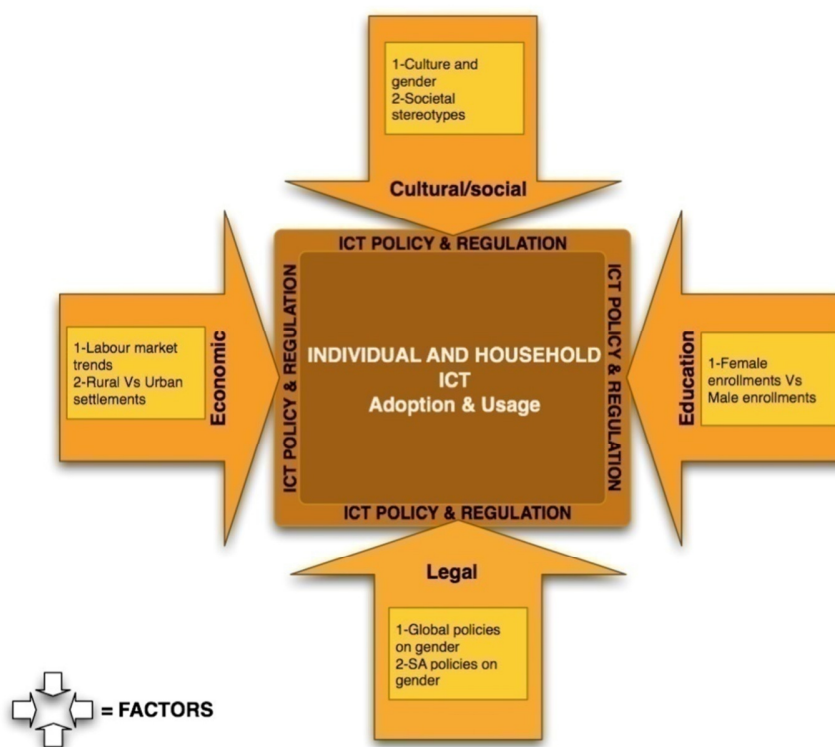 1-Culture and
gender
2-Societal
stereotypes
Cultural/social
ICT POLICY & REGULATION
1-Labour market
trends
2-Rural Vs Urban
settlements
Economic
ICT POLICY & REGULATION
INDIVIDUAL AND HOUSEHOLD
ICT
Adoption & Usage
ICT POLICY & REGULATION
Education
1-Female
enrollments Vs
Male enrollments
ICT POLICY & REGULATION
Legal
1-Global policies
on gender
2-SA policies on
gender
= FACTORS